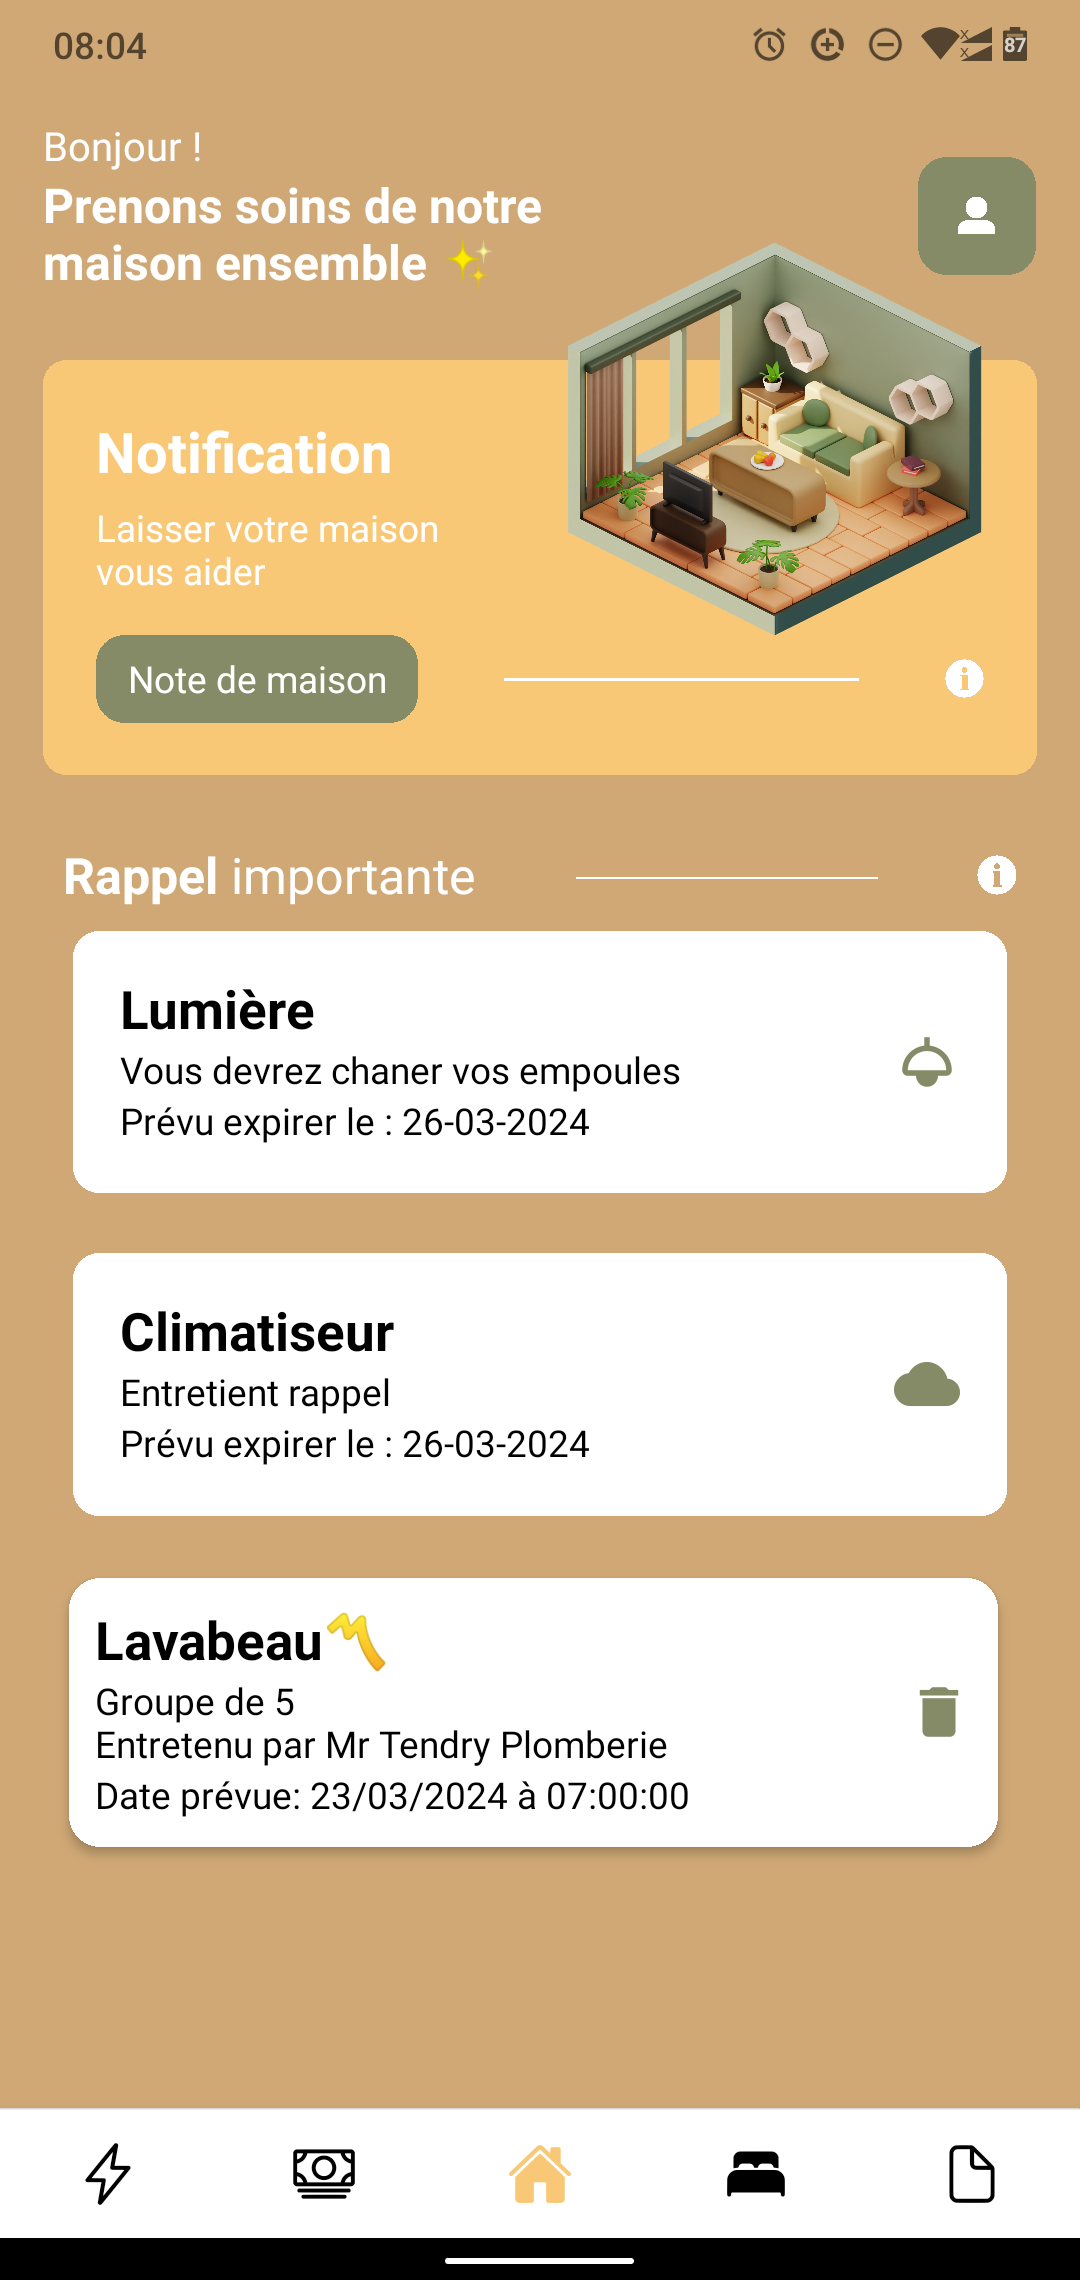 08:04
87
Bonjour !
Prenons soins de notre
maison ensemble ✨
Notification
Laisser votre maison
vous aider
Note de maison
Rappel importante
Lumière
Vous devrez chaner vos empoules
Prévu expirer le : 26-03-2024
Climatiseur
Entretient rappel
Prévu expirer le : 26-03-2024
Lavabeau〽️
Groupe de 5
Entretenu par Mr Tendry Plomberie
Date prévue: 23/03/2024 à 07:00:00